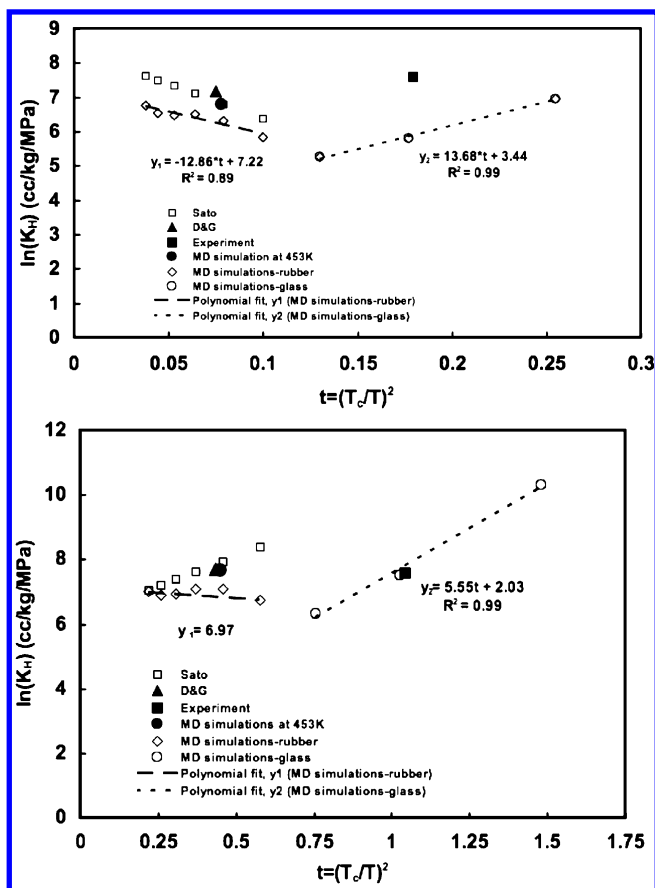 9
8
7
6
5
4
3
2
1
0
ln(K_H) (cc/kg/MPa)
y₁ = -12.86*t + 7.22
R² = 0.89
y₂ = 13.68*t + 3.44
R² = 0.99
Sato
D&G
Experiment
MD simulation at 453K
MD simulations-rubber
MD simulations-glass
Polynomial fit, y1 (MD simulations-rubber)
Polynomial fit, y2 (MD simulations-glass)
0 0.05 0.1 0.15 0.2 0.25 0.3
t=(T_c/T)²
12
10
8
6
4
2
0
ln(K_H) (cc/kg/MPa)
y₁= 6.97
y₂= 5.55t + 2.03
R² = 0.99
Sato
D&G
Experiment
MD simulations at 453K
MD simulations-rubber
MD simulations-glass
Polynomial fit, y1 (MD simulations-rubber)
Polynomial fit, y2 (MD simulations-glass)
0 0.25 0.5 0.75 1 1.25 1.5 1.75
t=(T_c/T)²